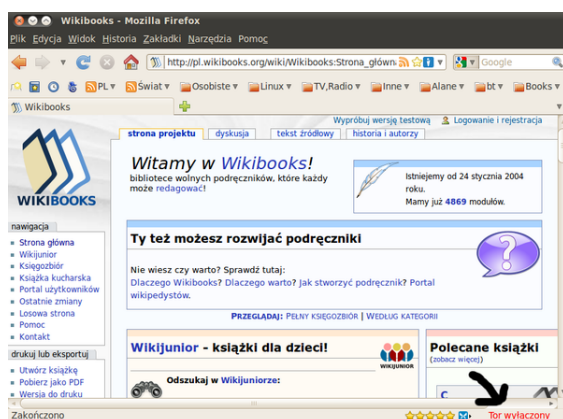 Wikibooks - Mozilla Firefox
Plik Edycja Widok Historia Zakładki Narzędzia Pomoc
http://pl.wikibooks.org/wiki/Wikibooks:Strona_główn
Google
PL Świat Osobiste Linux TV,Radio Inne Alane bt Books
Wikibooks
Wypróbuj wersję testową Logowanie i rejestracja
strona projektu dyskusja tekst źródłowy historia i autorzy
WIKIBOOKS
Witamy w Wikibooks!
bibliotece wolnych podręczników, które każdy
może redagować!
Istniejemy od 24 stycznia 2004
roku.
Mamy już 4869 modułów.
nawigacja
Strona główna
Wikijunior
Księgozbiór
Książka kucharska
Portal użytkowników
Ostatnie zmiany
Losowa strona
Pomoc
Kontakt
drukuj lub eksportuj
Utwórz książkę
Pobierz jako PDF
Wersja do druku
Ty też możesz rozwijać podręczniki
Nie wiesz czy warto? Sprawdź tutaj:
Dlaczego Wikibooks? Dlaczego warto? Jak stworzyć podręcznik? Portal
wikipedystów.
PRZEGLĄDAJ: PEŁNY KSIĘGOZBIÓR | WEDŁUG KATEGORII
Wikijunior - książki dla dzieci!
WIKIJUNIOR
Odszukaj w Wikijuniorze:
Polecane książki
(zobacz więcej)
C
Zakończono
Tor wyłączony